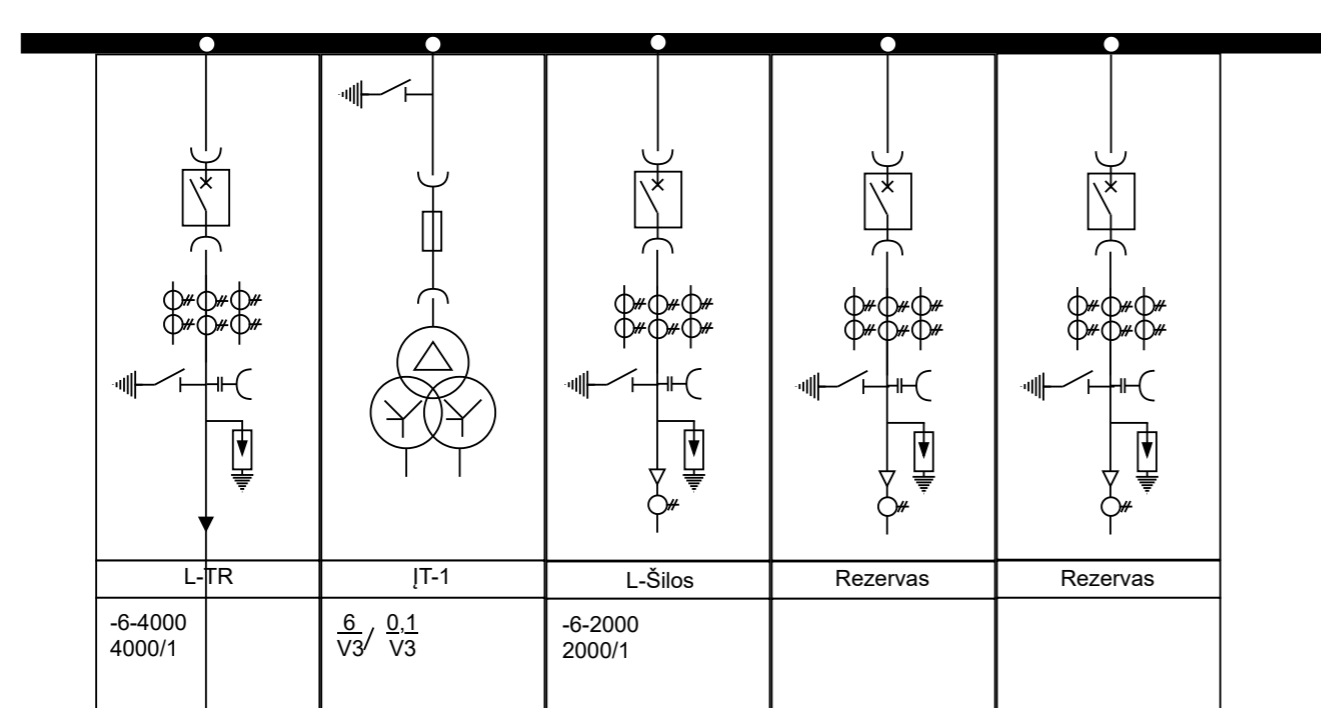 L-TR
ĮT-1
L-Šilos
Rezervas
Rezervas
-6-4000
4000/1
6/V3 / 0,1/V3
-6-2000
2000/1